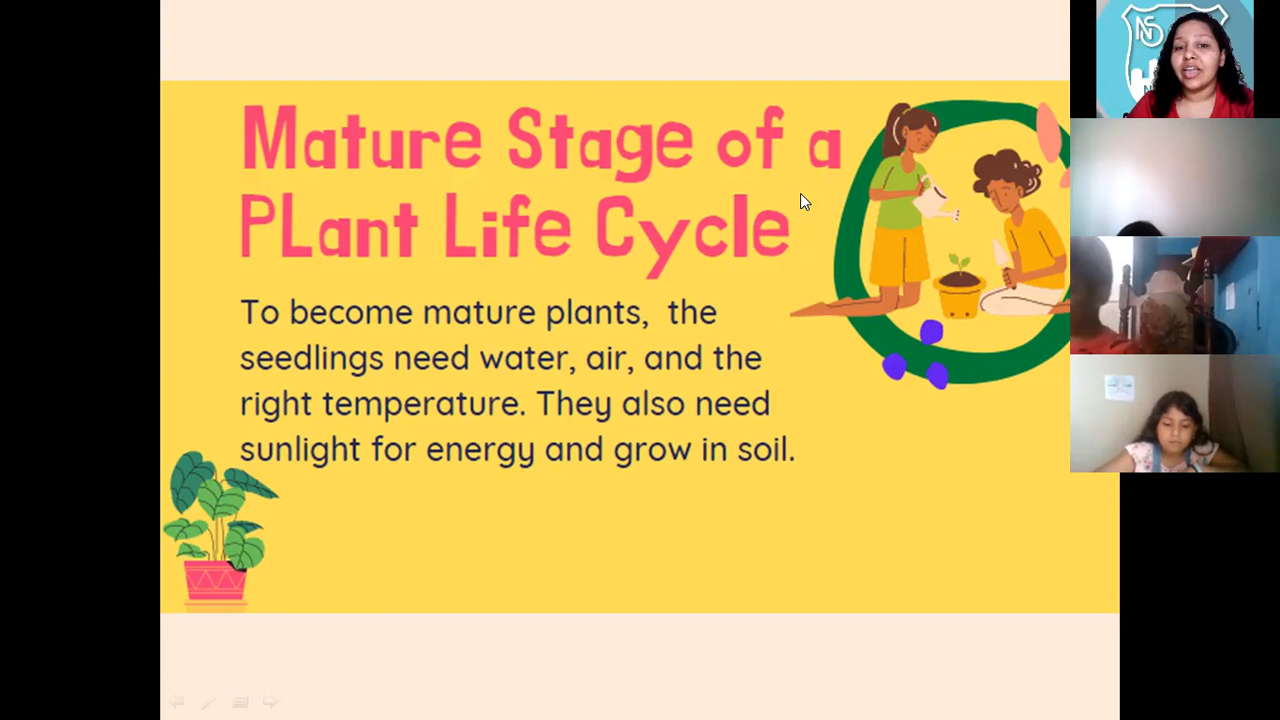 Mature Stage of a
PLant Life Cycle
To become mature plants,  the
seedlings need water, air, and the
right temperature. They also need
sunlight for energy and grow in soil.